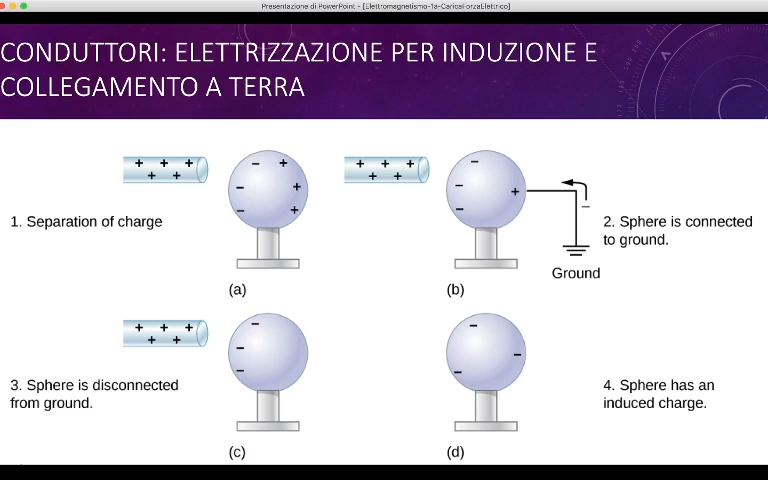 Presentazione di PowerPoint - [Elettromagnetismo-1a-CaricaForzaElettrico]
CONDUTTORI: ELETTRIZZAZIONE PER INDUZIONE E
COLLEGAMENTO A TERRA
+ + +
+ +
− +
− +
− +
1. Separation of charge
(a)
+ + +
+ +
−
− +
−
−
2. Sphere is connected
to ground.
Ground
(b)
+ + +
+ +
−
−
−
3. Sphere is disconnected
from ground.
(c)
−
−
−
4. Sphere has an
induced charge.
(d)